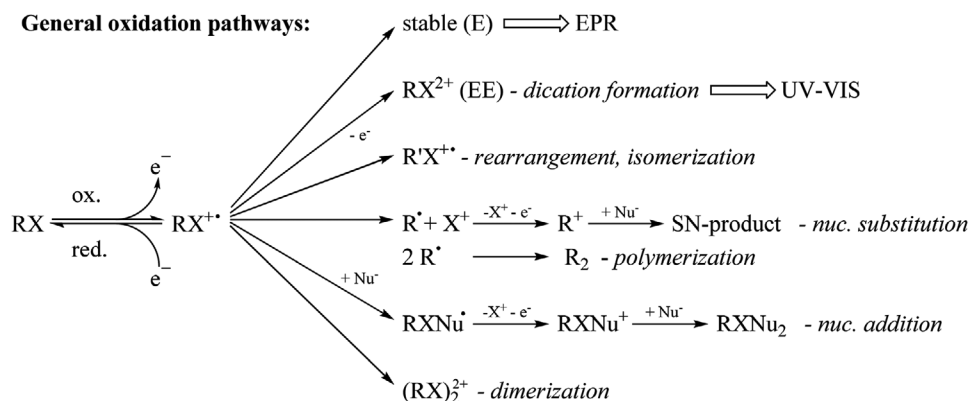 General oxidation pathways:
stable (E) EPR
RX²⁺ (EE) - dication formation UV-VIS
- e⁻
R'X⁺• - rearrangement, isomerization
e⁻
ox.
RX RX⁺•
red.
e⁻
R• + X⁺ -X⁺ - e⁻ R⁺ + Nu⁻ SN-product - nuc. substitution
2 R• R₂ - polymerization
+ Nu⁻
RXNu• -X⁺ - e⁻ RXNu⁺ + Nu⁻ RXNu₂ - nuc. addition
(RX)₂²⁺ - dimerization